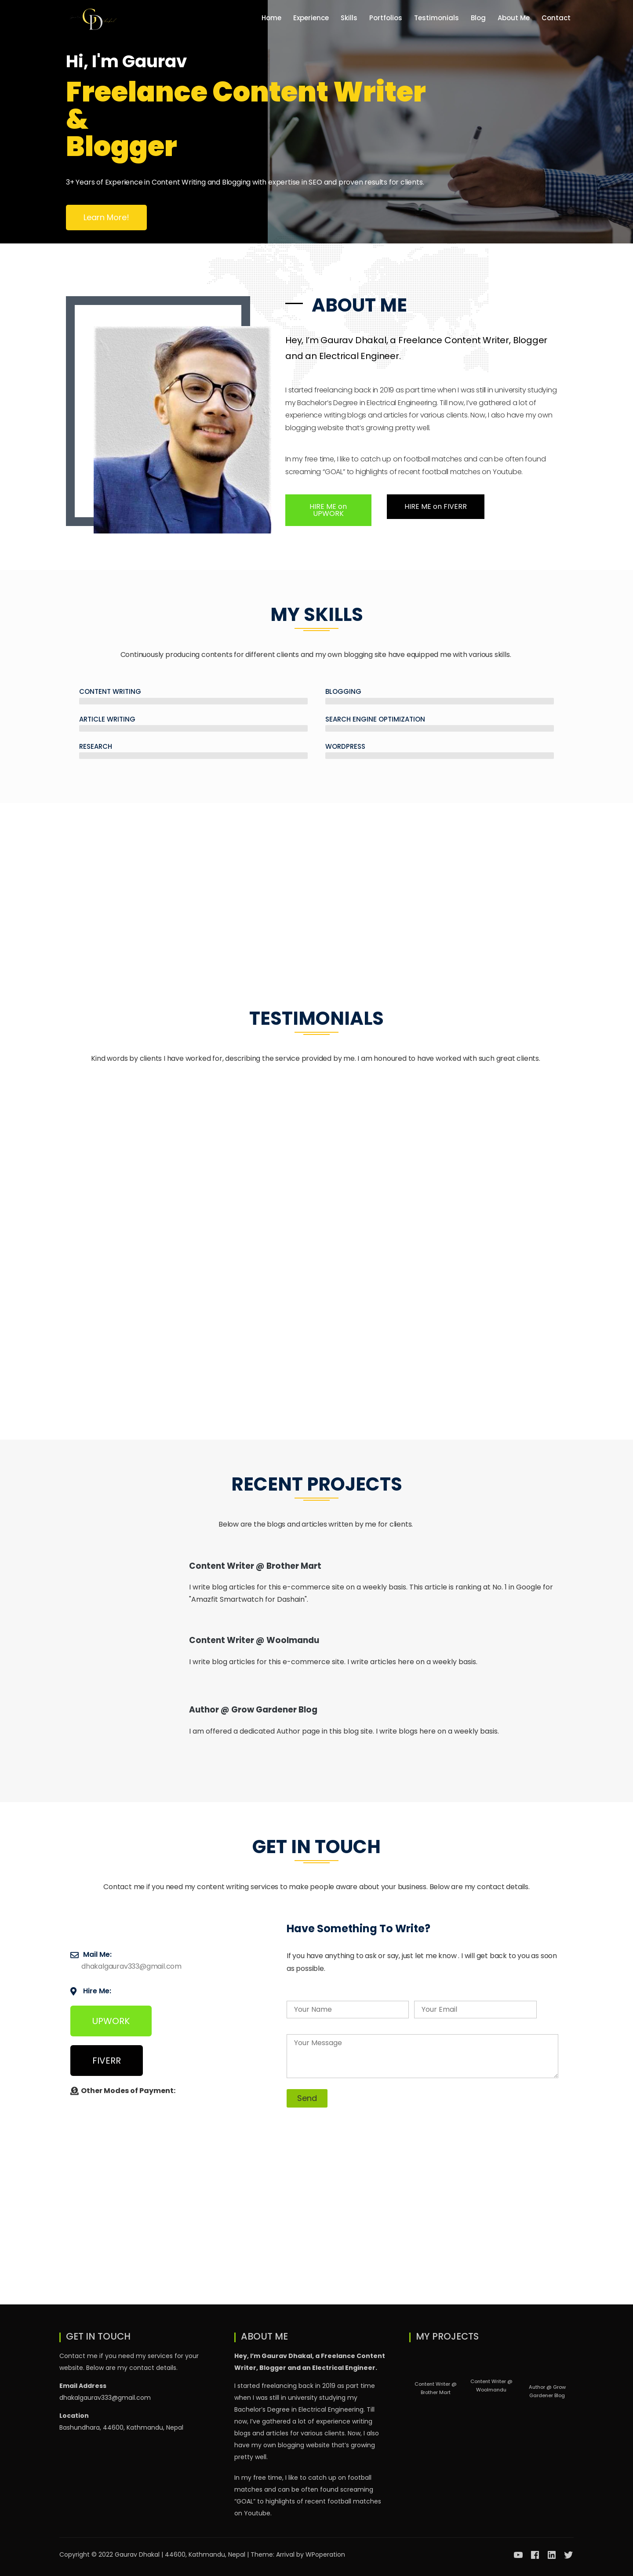 GD
Home Experience Skills Portfolios Testimonials Blog About Me Contact
Hi, I'm Gaurav
Freelance Content Writer
&
Blogger
3+ Years of Experience in Content Writing and Blogging with expertise in SEO and proven results for clients.
Learn More!
ABOUT ME
Hey, I'm Gaurav Dhakal, a Freelance Content Writer, Blogger
and an Electrical Engineer.
I started freelancing back in 2019 as part time when I was still in university studying
my Bachelor's Degree in Electrical Engineering. Till now, I've gathered a lot of
experience writing blogs and articles for various clients. Now, I also have my own
blogging website that's growing pretty well.
In my free time, I like to catch up on football matches and can be often found
screaming “GOAL” to highlights of recent football matches on Youtube.
HIRE ME on
UPWORK
HIRE ME on FIVERR
MY SKILLS
Continuously producing contents for different clients and my own blogging site have equipped me with various skills.
CONTENT WRITING
BLOGGING
ARTICLE WRITING
SEARCH ENGINE OPTIMIZATION
RESEARCH
WORDPRESS
TESTIMONIALS
Kind words by clients I have worked for, describing the service provided by me. I am honoured to have worked with such great clients.
RECENT PROJECTS
Below are the blogs and articles written by me for clients.
Content Writer @ Brother Mart
I write blog articles for this e-commerce site on a weekly basis. This article is ranking at No. 1 in Google for
"Amazfit Smartwatch for Dashain".
Content Writer @ Woolmandu
I write blog articles for this e-commerce site. I write articles here on a weekly basis.
Author @ Grow Gardener Blog
I am offered a dedicated Author page in this blog site. I write blogs here on a weekly basis.
GET IN TOUCH
Contact me if you need my content writing services to make people aware about your business. Below are my contact details.
Mail Me:
dhakalgaurav333@gmail.com
Hire Me:
UPWORK
FIVERR
Other Modes of Payment:
Have Something To Write?
If you have anything to ask or say, just let me know . I will get back to you as soon
as possible.
Your Name
Your Email
Your Message
Send
GET IN TOUCH
Contact me if you need my services for your
website. Below are my contact details.
Email Address
dhakalgaurav333@gmail.com
Location
Bashundhara, 44600, Kathmandu, Nepal
ABOUT ME
Hey, I'm Gaurav Dhakal, a Freelance Content
Writer, Blogger and an Electrical Engineer.
I started freelancing back in 2019 as part time
when I was still in university studying my
Bachelor's Degree in Electrical Engineering. Till
now, I've gathered a lot of experience writing
blogs and articles for various clients. Now, I also
have my own blogging website that's growing
pretty well.
In my free time, I like to catch up on football
matches and can be often found screaming
“GOAL” to highlights of recent football matches
on Youtube.
MY PROJECTS
Content Writer @
Brother Mart
Content Writer @
Woolmandu
Author @ Grow
Gardener Blog
Copyright © 2022 Gaurav Dhakal | 44600, Kathmandu, Nepal | Theme: Arrival by WPoperation